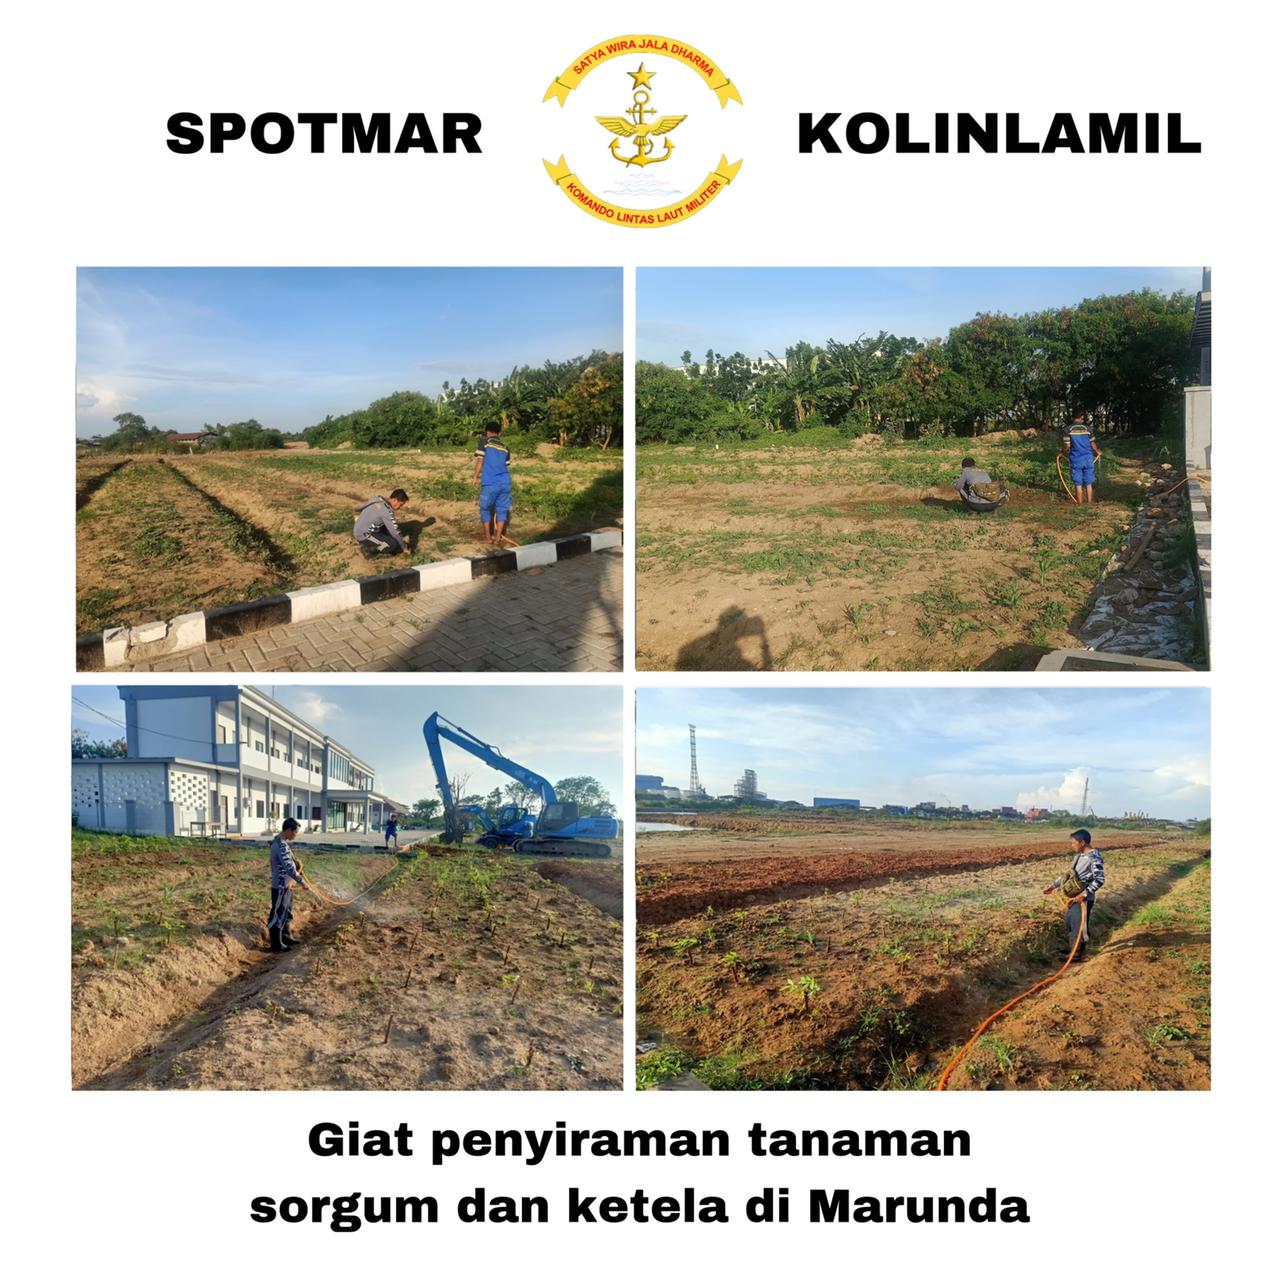 SATYA WIRA JALA DHARMA
SPOTMAR
KOLINLAMIL
KOMANDO LINTAS LAUT MILITER
Giat penyiraman tanaman
sorgum dan ketela di Marunda